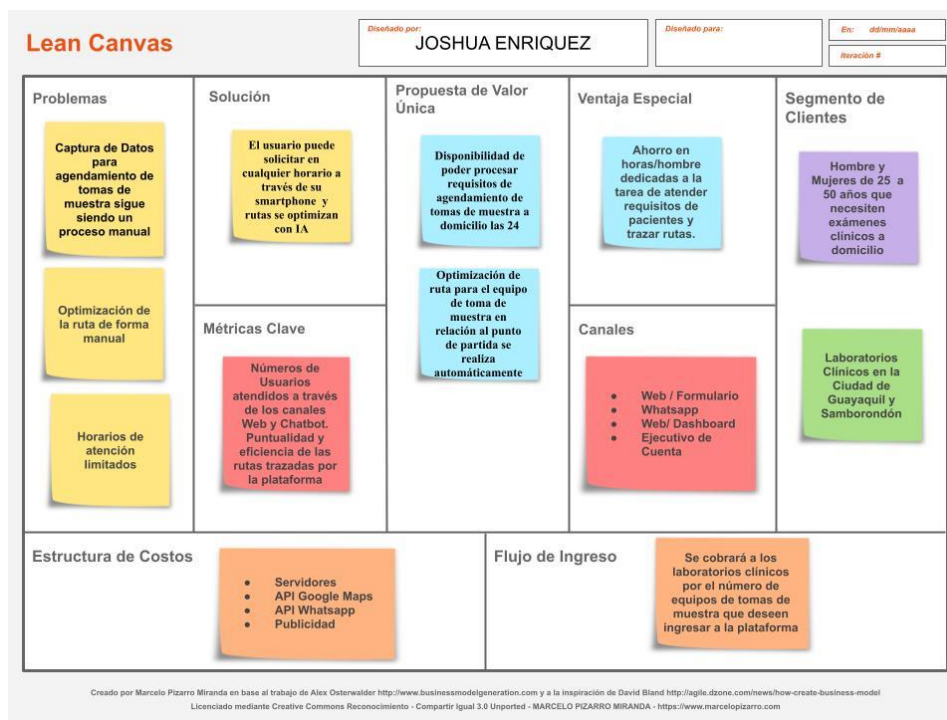 Lean Canvas
Diseñado por:
JOSHUA ENRIQUEZ
Diseñado para:
En: dd/mm/aaaa
Iteración #
Problemas
Captura de Datos
para
agendamiento de
tomas de
muestra sigue
siendo un
proceso manual
Optimización de
la ruta de forma
manual
Horarios de
atención
limitados
Solución
El usuario puede
solicitar en
cualquier horario a
través de su
smartphone y
rutas se optimizan
con IA
Métricas Clave
Números de
Usuarios
atendidos a través
de los canales
Web y Chatbot.
Puntualidad y
eficiencia de las
rutas trazadas por
la plataforma
Propuesta de Valor
Única
Disponibilidad de
poder procesar
requisitos de
agendamiento de
tomas de muestra a
domicilio las 24
Optimización de
ruta para el equipo
de toma de
muestra en
relación al punto
de partida se
realiza
automáticamente
Ventaja Especial
Ahorro en
horas/hombre
dedicadas a la
tarea de atender
requisitos de
pacientes y
trazar rutas.
Canales
● Web / Formulario
● Whatsapp
● Web/ Dashboard
● Ejecutivo de
Cuenta
Segmento de
Clientes
Hombre y
Mujeres de 25 a
50 años que
necesiten
exámenes
clínicos a
domicilio
Laboratorios
Clínicos en la
Ciudad de
Guayaquil y
Samborondón
Estructura de Costos
● Servidores
● API Google Maps
● API Whatsapp
● Publicidad
Flujo de Ingreso
Se cobrará a los
laboratorios clínicos
por el número de
equipos de tomas de
muestra que deseen
ingresar a la plataforma
Creado por Marcelo Pizarro Miranda en base al trabajo de Alex Osterwalder http://www.businessmodelgeneration.com y a la inspiración de David Bland http://agile.dzone.com/news/how-create-business-model
Licenciado mediante Creative Commons Reconocimiento - Compartir Igual 3.0 Unported - MARCELO PIZARRO MIRANDA - https://www.marcelopizarro.com